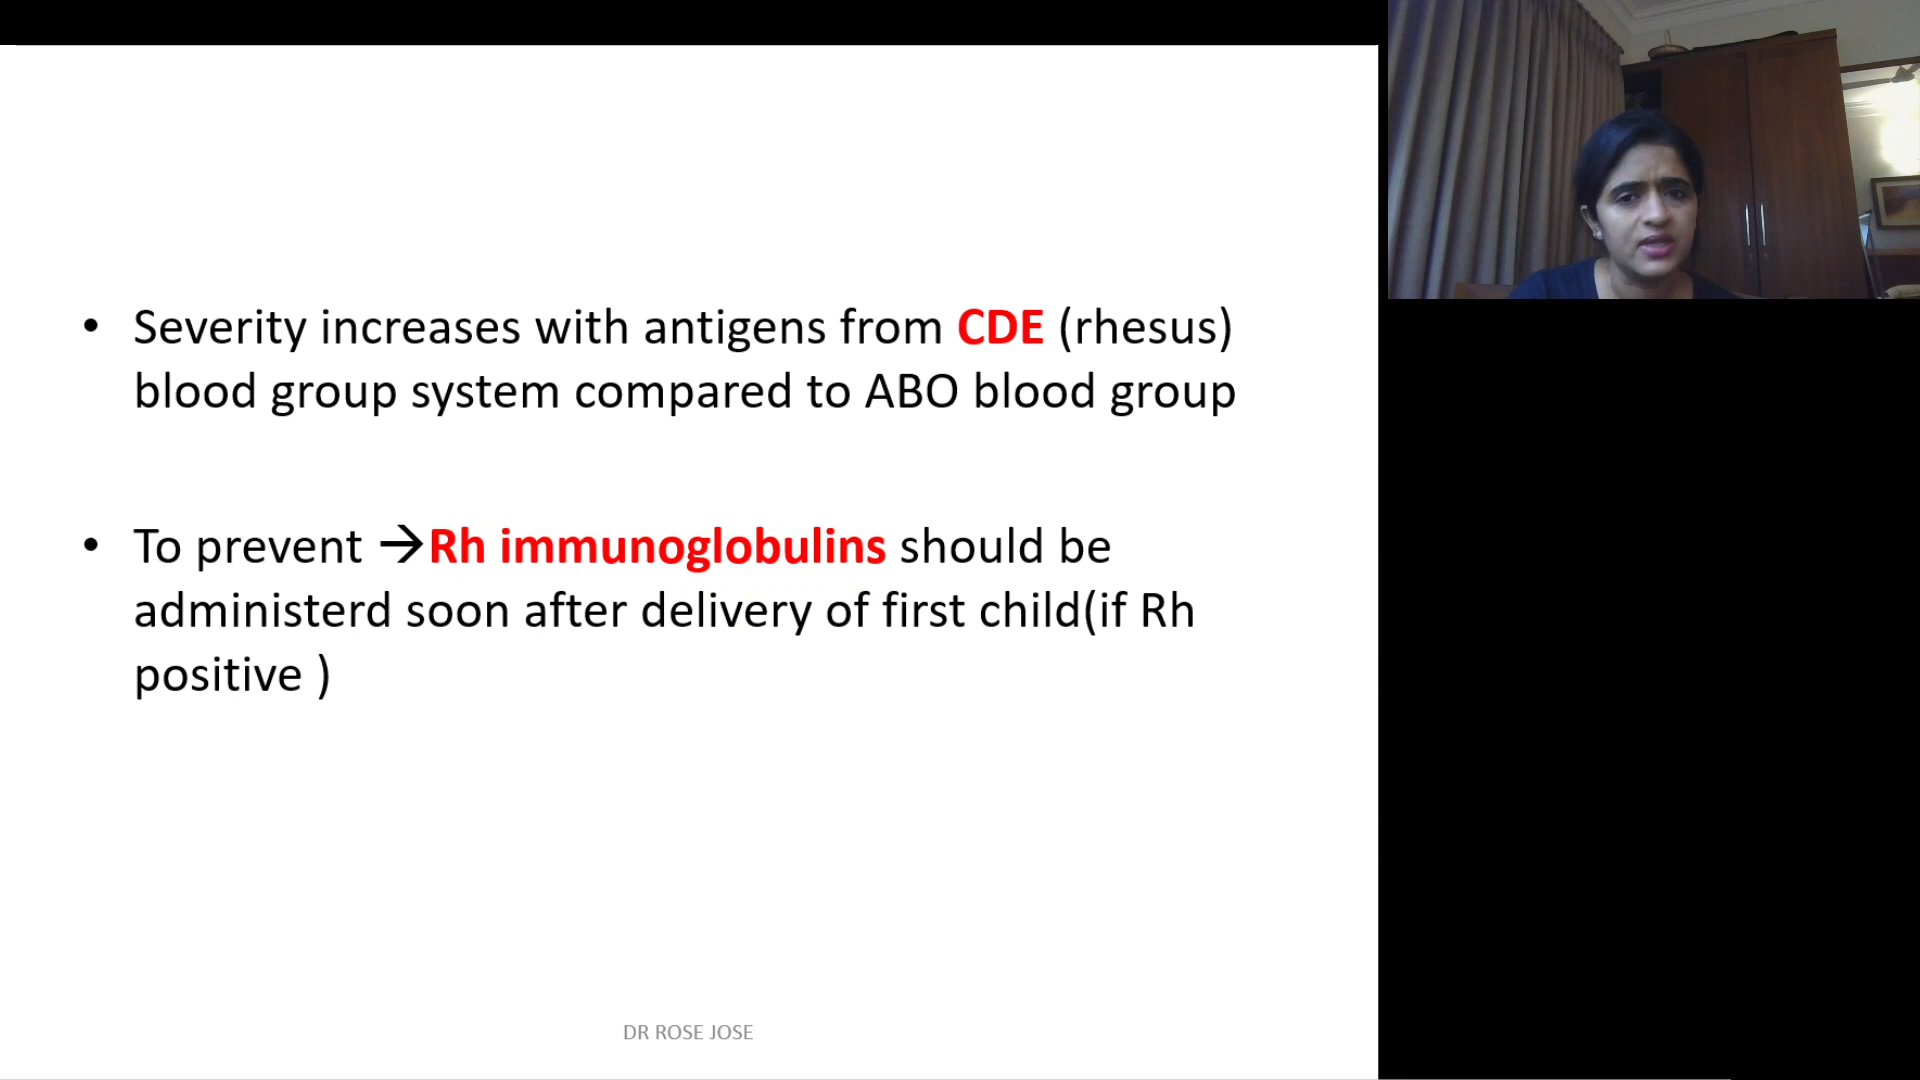 • Severity increases with antigens from CDE (rhesus)
blood group system compared to ABO blood group
• To prevent →Rh immunoglobulins should be
administerd soon after delivery of first child(if Rh
positive )
DR ROSE JOSE